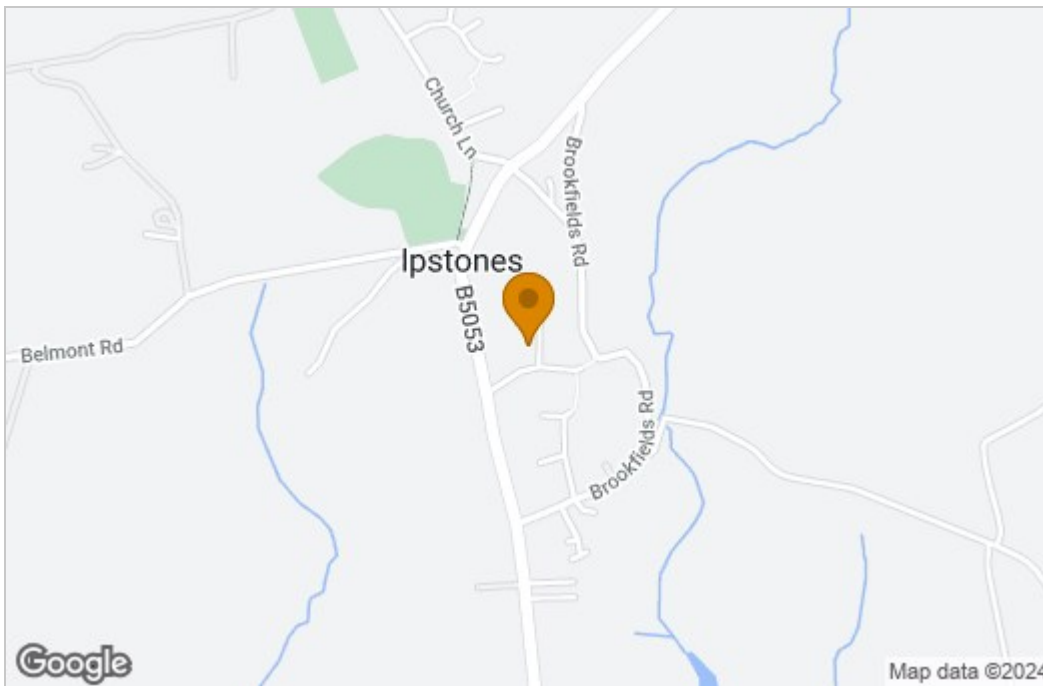 Church Ln
Brookfields Rd
Ipstones
B5053
Belmont Rd
Brookfields Rd
Google
Map data ©2024